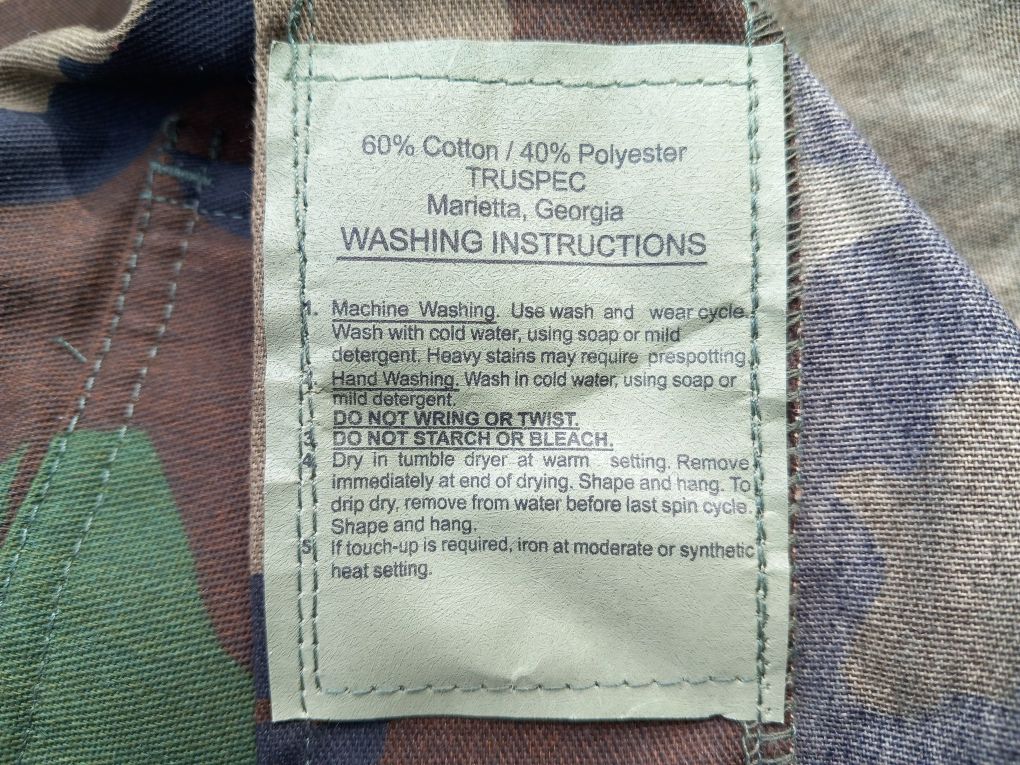 60% Cotton / 40% Polyester
TRUSPEC
Marietta, Georgia
WASHING INSTRUCTIONS
1. Machine Washing. Use wash and wear cycle.
Wash with cold water, using soap or mild
detergent. Heavy stains may require prespotting.
Hand Washing. Wash in cold water, using soap or
mild detergent.
DO NOT WRING OR TWIST.
3. DO NOT STARCH OR BLEACH.
4. Dry in tumble dryer at warm setting. Remove
immediately at end of drying. Shape and hang. To
drip dry, remove from water before last spin cycle.
Shape and hang.
5. If touch-up is required, iron at moderate or synthetic
heat setting.